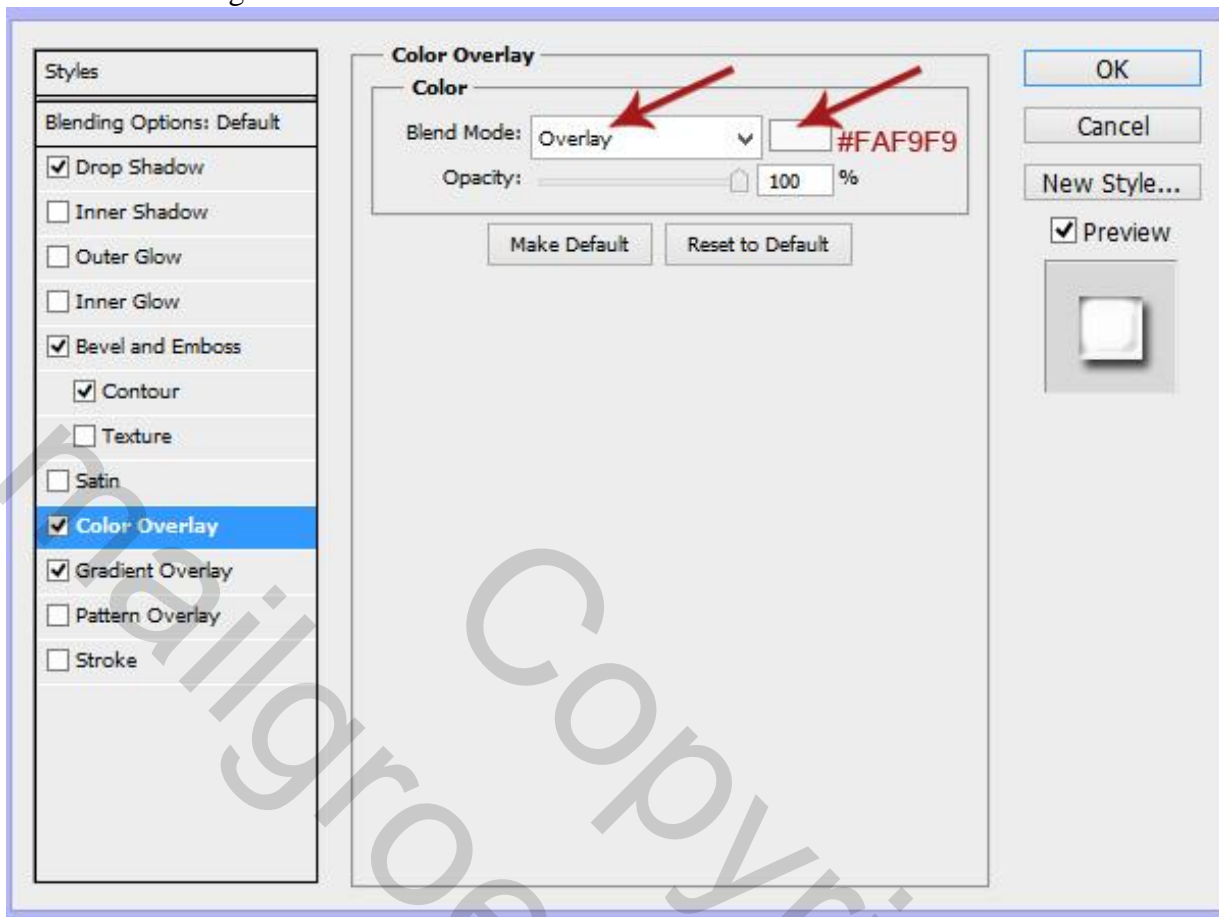 Styles
Blending Options: Default
Drop Shadow
Inner Shadow
Outer Glow
Inner Glow
Bevel and Emboss
Contour
Texture
Satin
Color Overlay
Gradient Overlay
Pattern Overlay
Stroke
Color Overlay
Color
Blend Mode: Overlay #FAF9F9
Opacity: 100 %
Make Default Reset to Default
OK
Cancel
New Style...
Preview